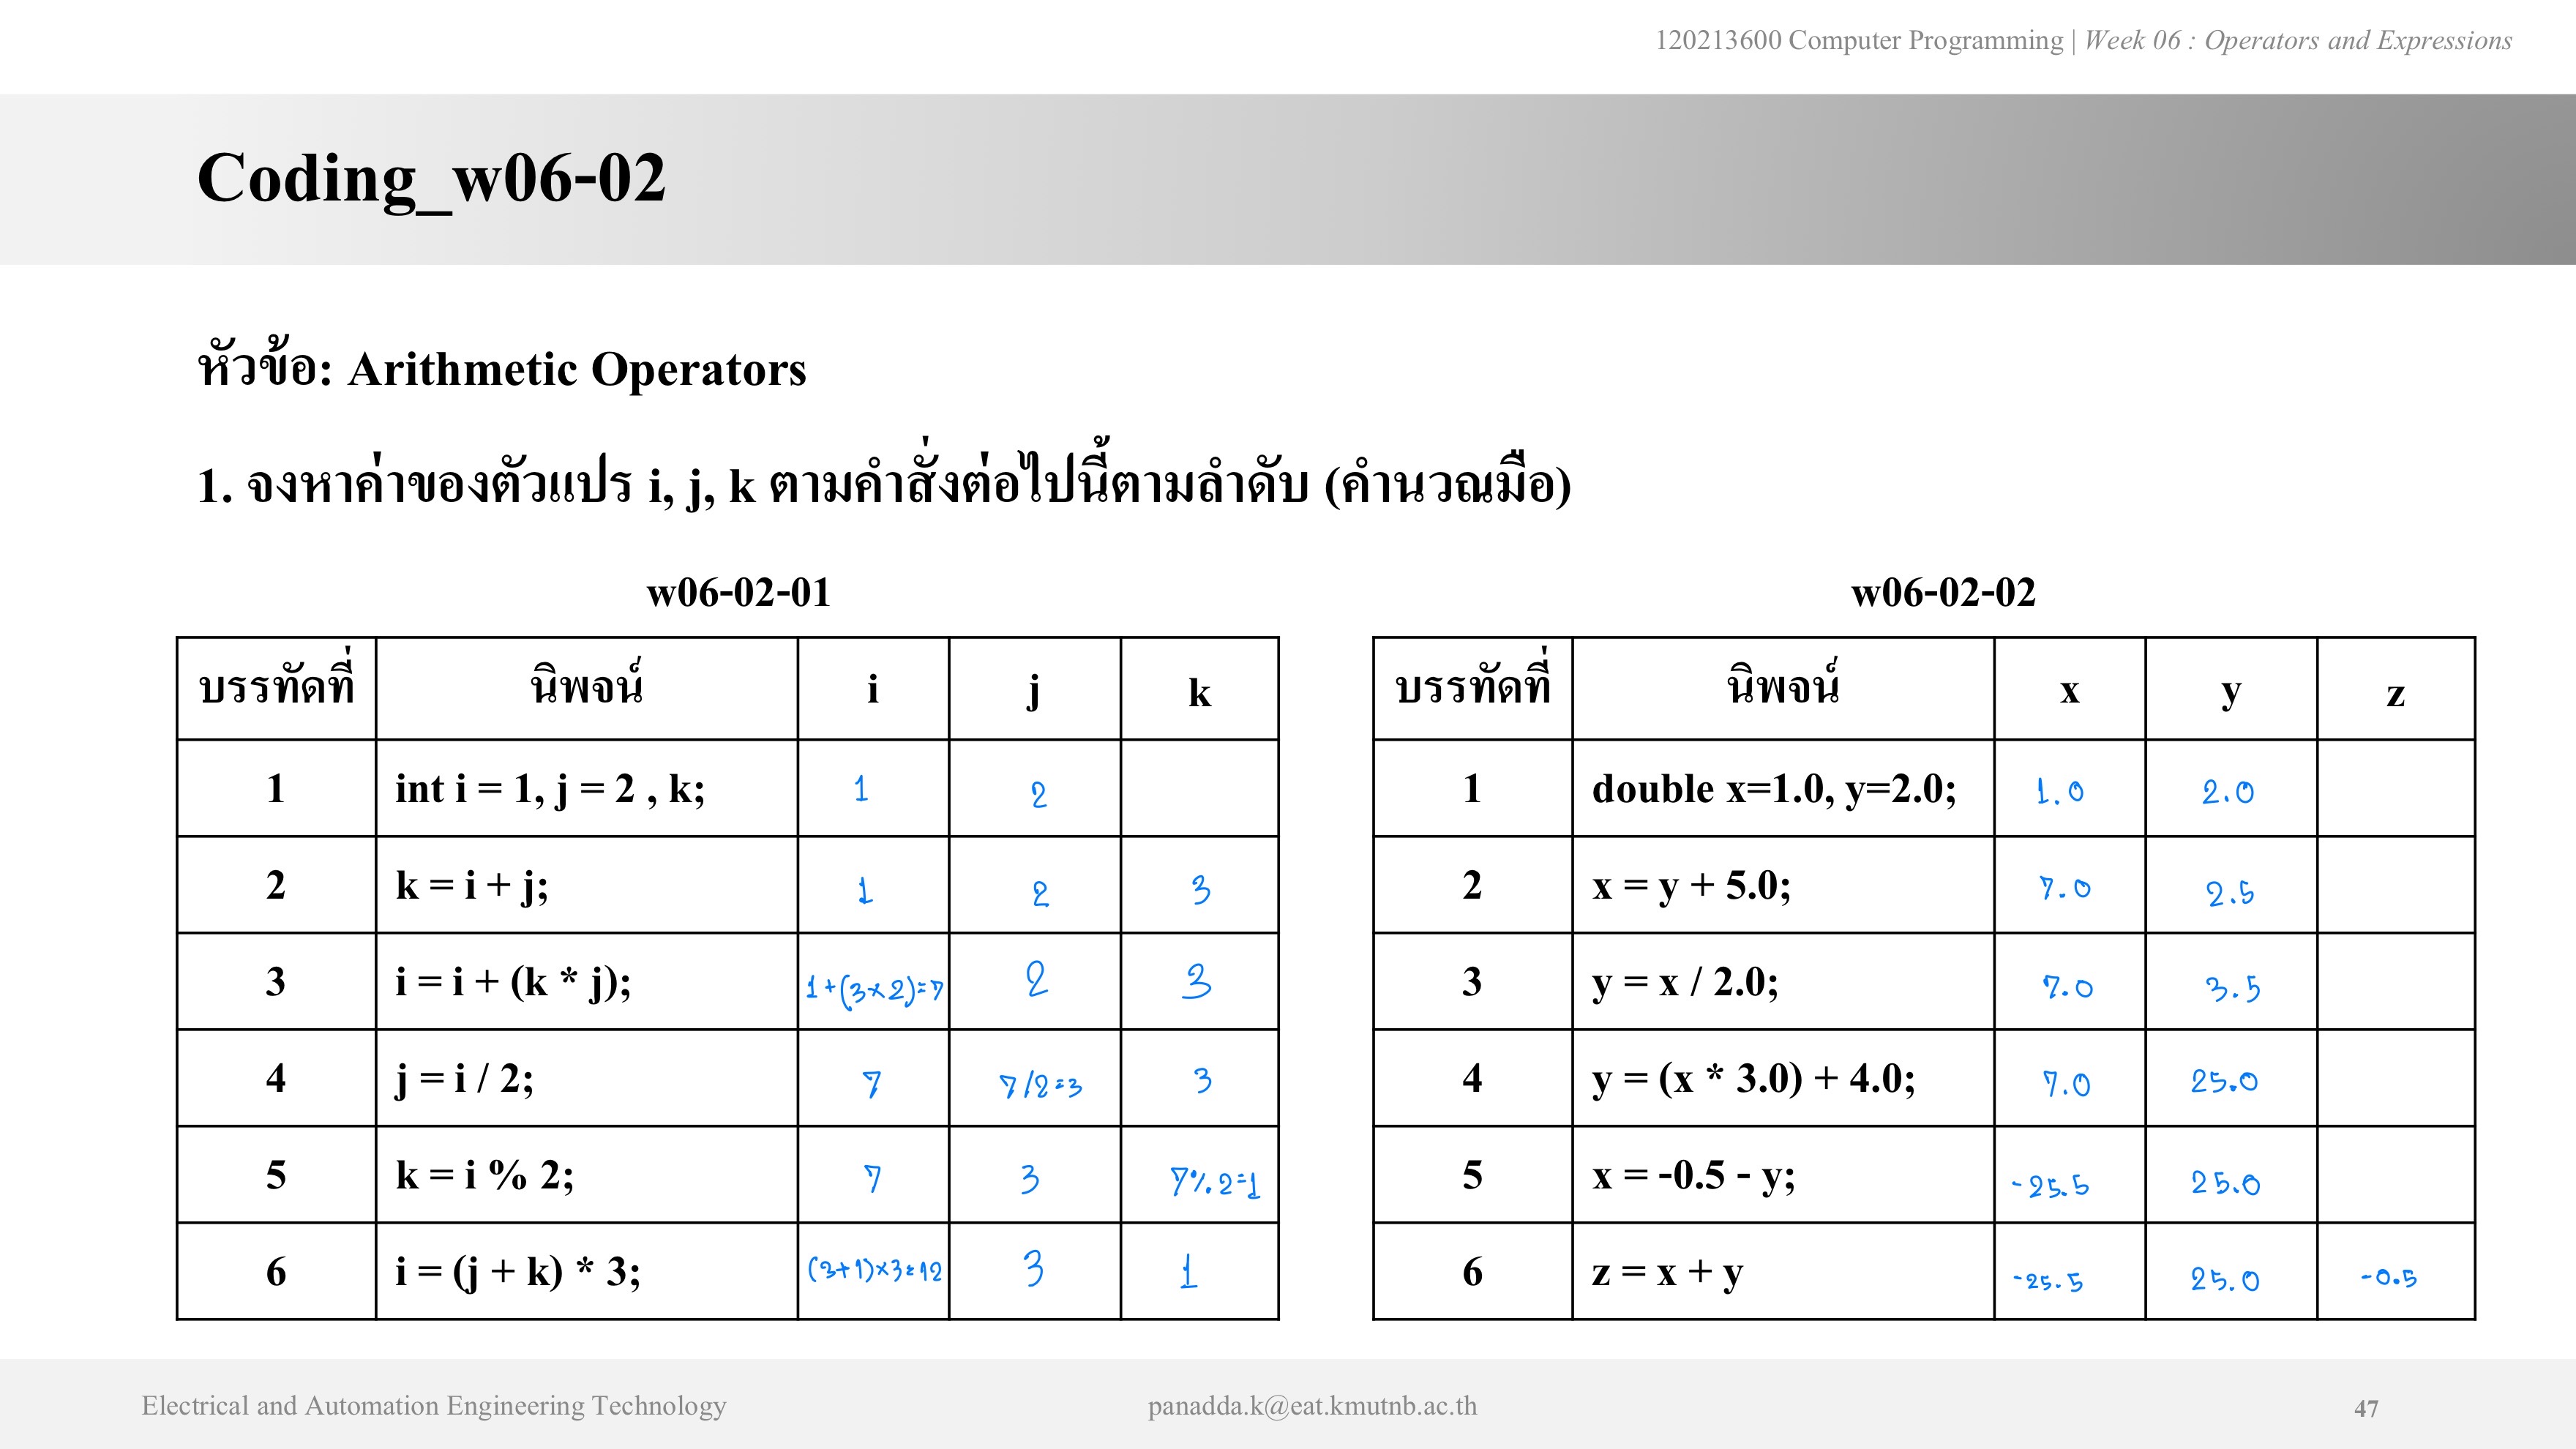 120213600 Computer Programming | Week 06 : Operators and Expressions
Coding_w06-02
หัวข้อ: Arithmetic Operators
1. จงหาค่าของตัวแปร i, j, k ตามคำสั่งต่อไปนี้ตามลำดับ (คำนวณมือ)
w06-02-01
บรรทัดที่ นิพจน์ i j k
1 int i = 1, j = 2 , k; 1 2
2 k = i + j; 1 2 3
3 i = i + (k * j); 1+(3×2)=7 2 3
4 j = i / 2; 7 7/2=3 3
5 k = i % 2; 7 3 7%2=1
6 i = (j + k) * 3; (3+1)×3=12 3 1
w06-02-02
บรรทัดที่ นิพจน์ x y z
1 double x=1.0, y=2.0; 1.0 2.0
2 x = y + 5.0; 7.0 2.5
3 y = x / 2.0; 7.0 3.5
4 y = (x * 3.0) + 4.0; 7.0 25.0
5 x = -0.5 - y; -25.5 25.0
6 z = x + y -25.5 25.0 -0.5
Electrical and Automation Engineering Technology panadda.k@eat.kmutnb.ac.th 47